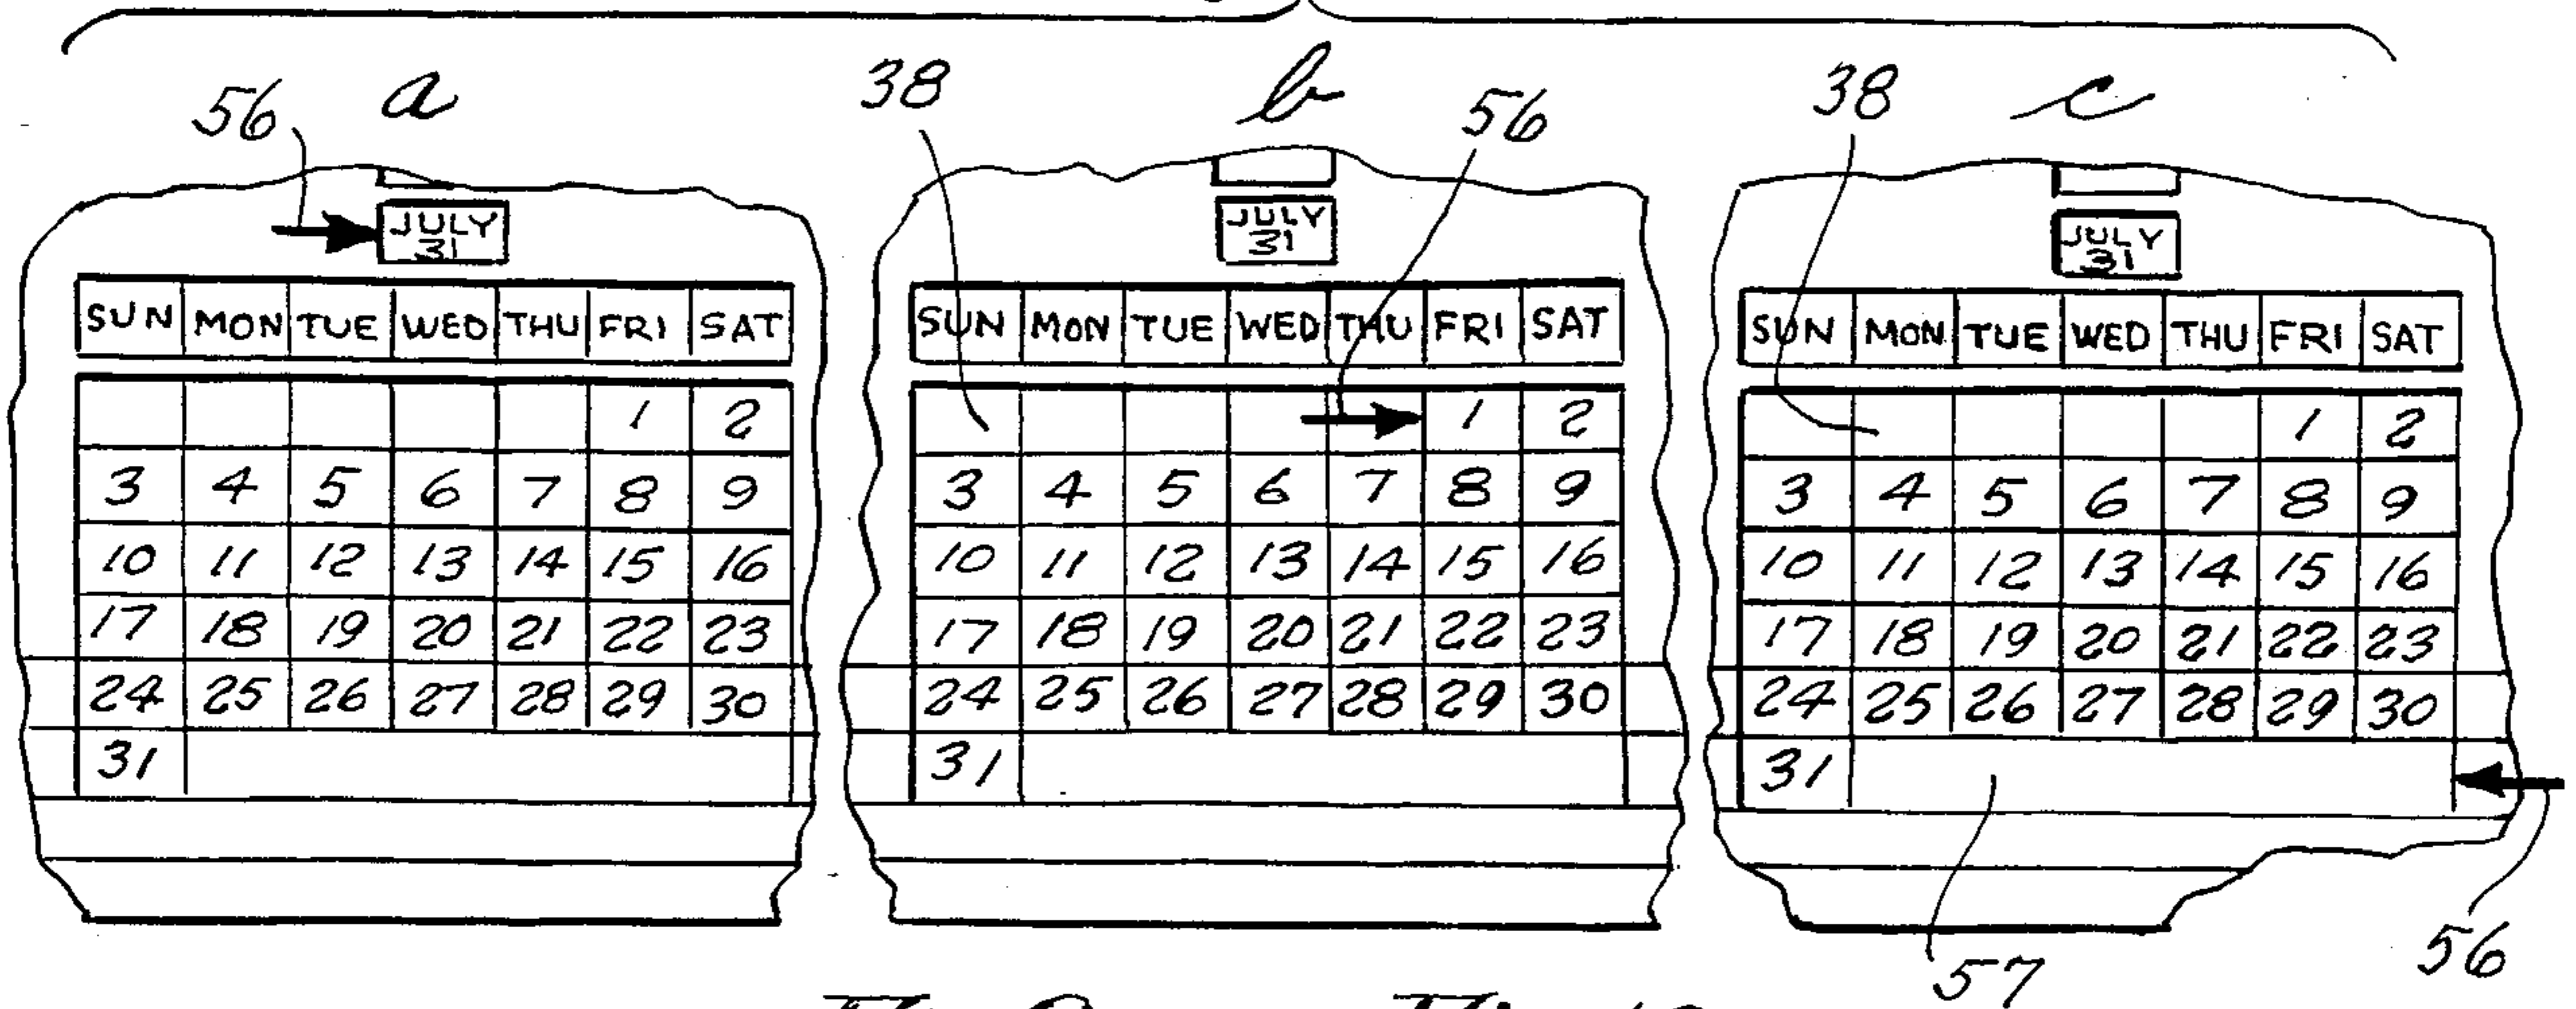 a b c
56 38 56 38
JULY 31 JULY 31 JULY 31
SUN MON TUE WED THU FRI SAT SUN MON TUE WED THU FRI SAT SUN MON TUE WED THU FRI SAT
1 2 1 2 1 2
3 4 5 6 7 8 9 3 4 5 6 7 8 9 3 4 5 6 7 8 9
10 11 12 13 14 15 16 10 11 12 13 14 15 16 10 11 12 13 14 15 16
17 18 19 20 21 22 23 17 18 19 20 21 22 23 17 18 19 20 21 22 23
24 25 26 27 28 29 30 24 25 26 27 28 29 30 24 25 26 27 28 29 30
31 31 31
57 56